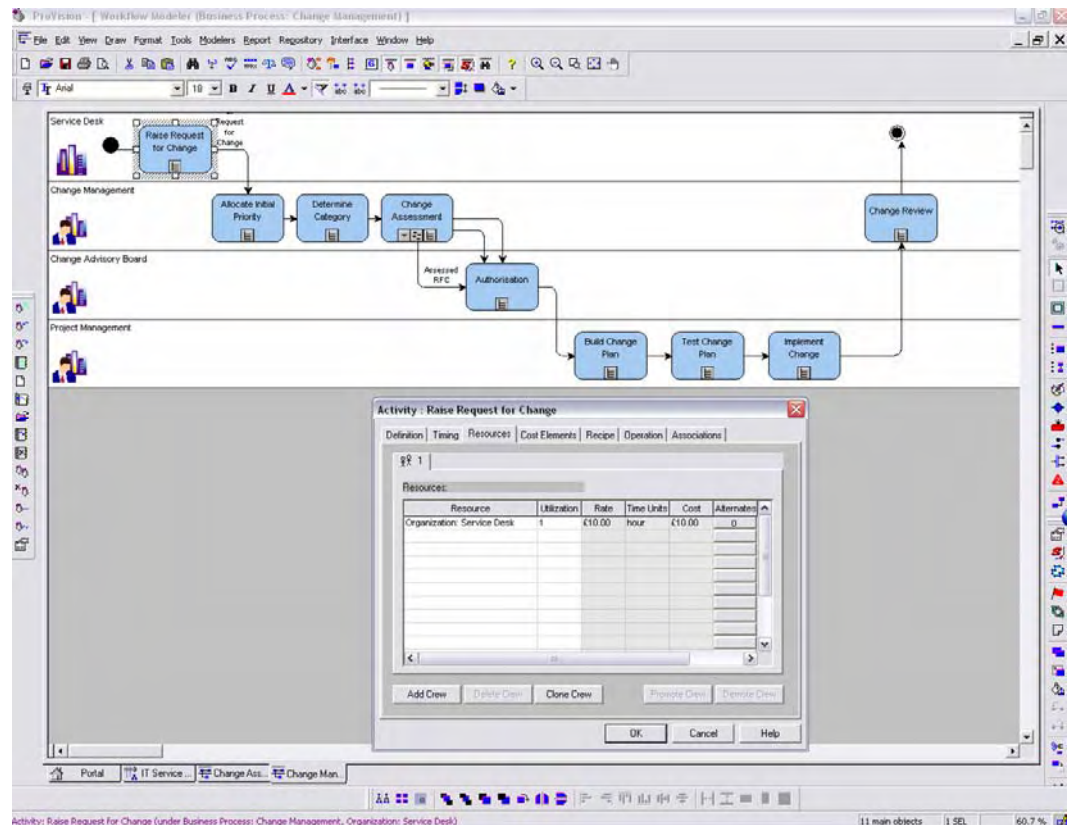 ProVision - [ Workflow Modeler (Business Process: Change Management) ]
File Edit View Draw Format Tools Modelers Report Repository Interface Window Help
Arial 10 B I U A
Service Desk
Raise Request
for Change
Request
for
Change
Change Management
Allocate Initial
Priority
Determine
Category
Change
Assessment
Change Review
Change Advisory Board
Assessed
RFC
Authorisation
Project Management
Build Change
Plan
Test Change
Plan
Implement
Change
Activity : Raise Request for Change
Definition Timing Resources Cost Elements Recipe Operation Associations
1
Resources:
Resource Utilization Rate Time Units Cost Alternates
Organization: Service Desk 1 £10.00 hour £10.00 0
Add Crew Delete Crew Clone Crew Promote Crew Demote Crew
OK Cancel Help
Portal IT Service ... Change Ass... Change Man...
Activity: Raise Request for Change (under Business Process: Change Management, Organization: Service Desk) 11 main objects 1 SEL 60.7 %